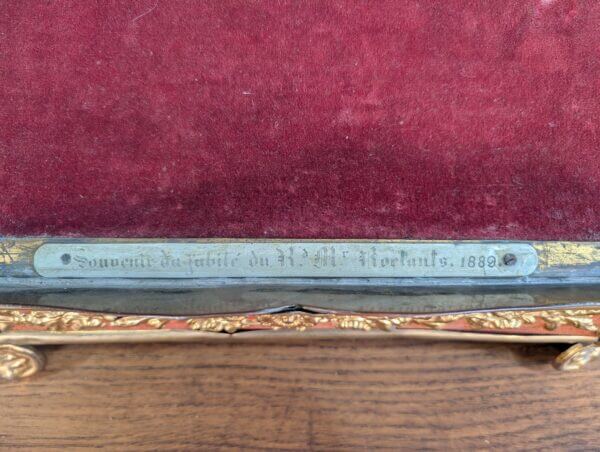 Souvenir du jubilé du Rd. Mr. Roelants. 1889.